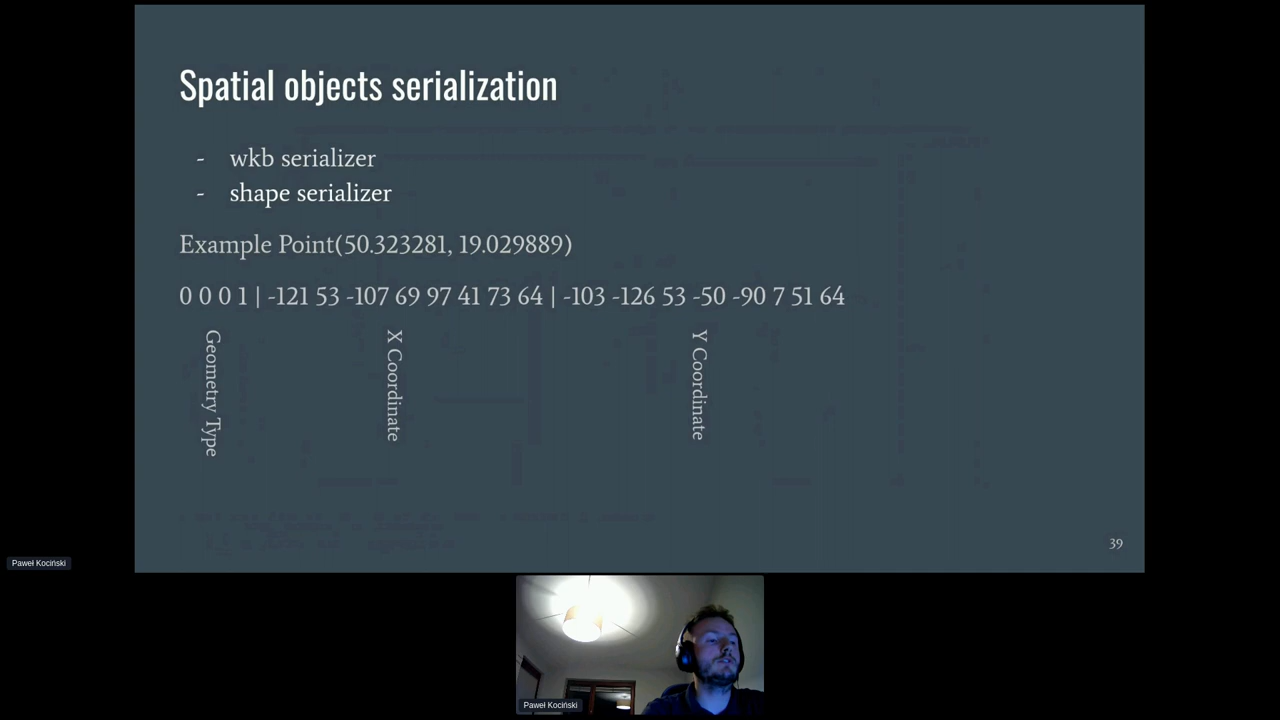 Spatial objects serialization
- wkb serializer
- shape serializer
Example Point(50.323281, 19.029889)
0 0 0 1 | -121 53 -107 69 97 41 73 64 | -103 -126 53 -50 -90 7 51 64
Geometry Type
X Coordinate
Y Coordinate
39
Paweł Kociński
Paweł Kociński